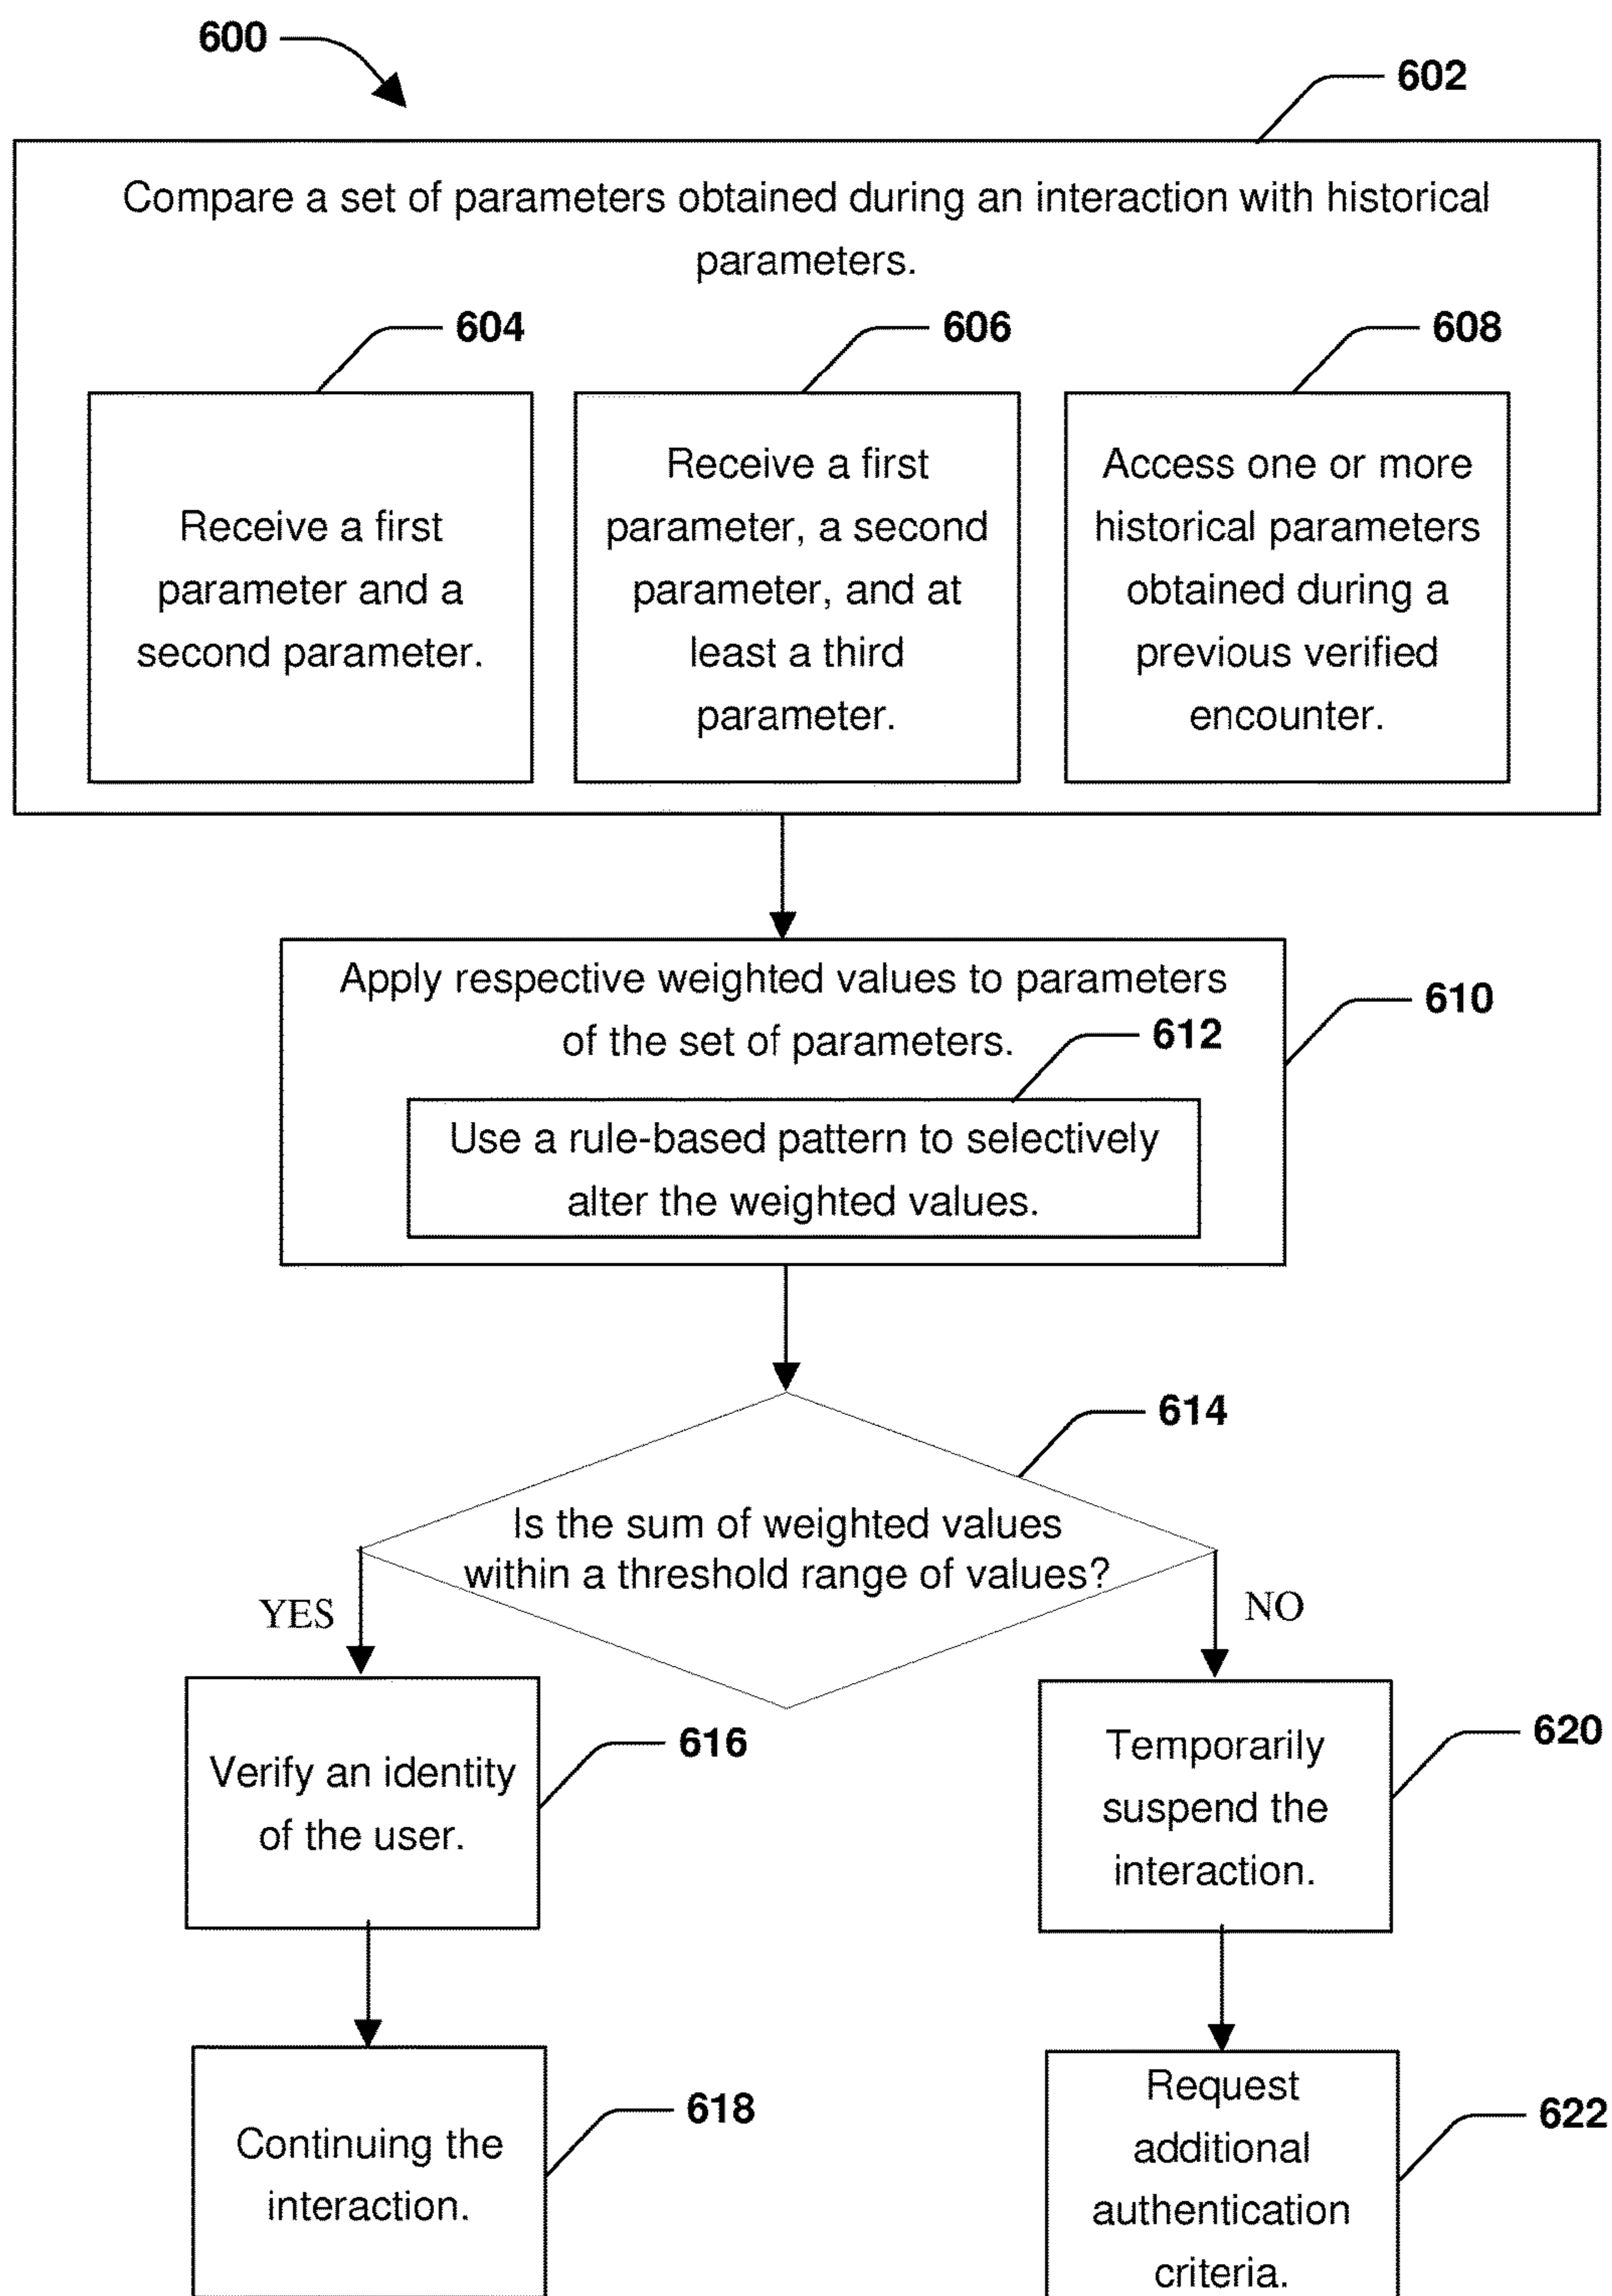 600
602
Compare a set of parameters obtained during an interaction with historical
parameters.
604
Receive a first
parameter and a
second parameter.
606
Receive a first
parameter, a second
parameter, and at
least a third
parameter.
608
Access one or more
historical parameters
obtained during a
previous verified
encounter.
610
Apply respective weighted values to parameters
of the set of parameters.
612
Use a rule-based pattern to selectively
alter the weighted values.
614
Is the sum of weighted values
within a threshold range of values?
YES
NO
616
Verify an identity
of the user.
620
Temporarily
suspend the
interaction.
618
Continuing the
interaction.
622
Request
additional
authentication
criteria.